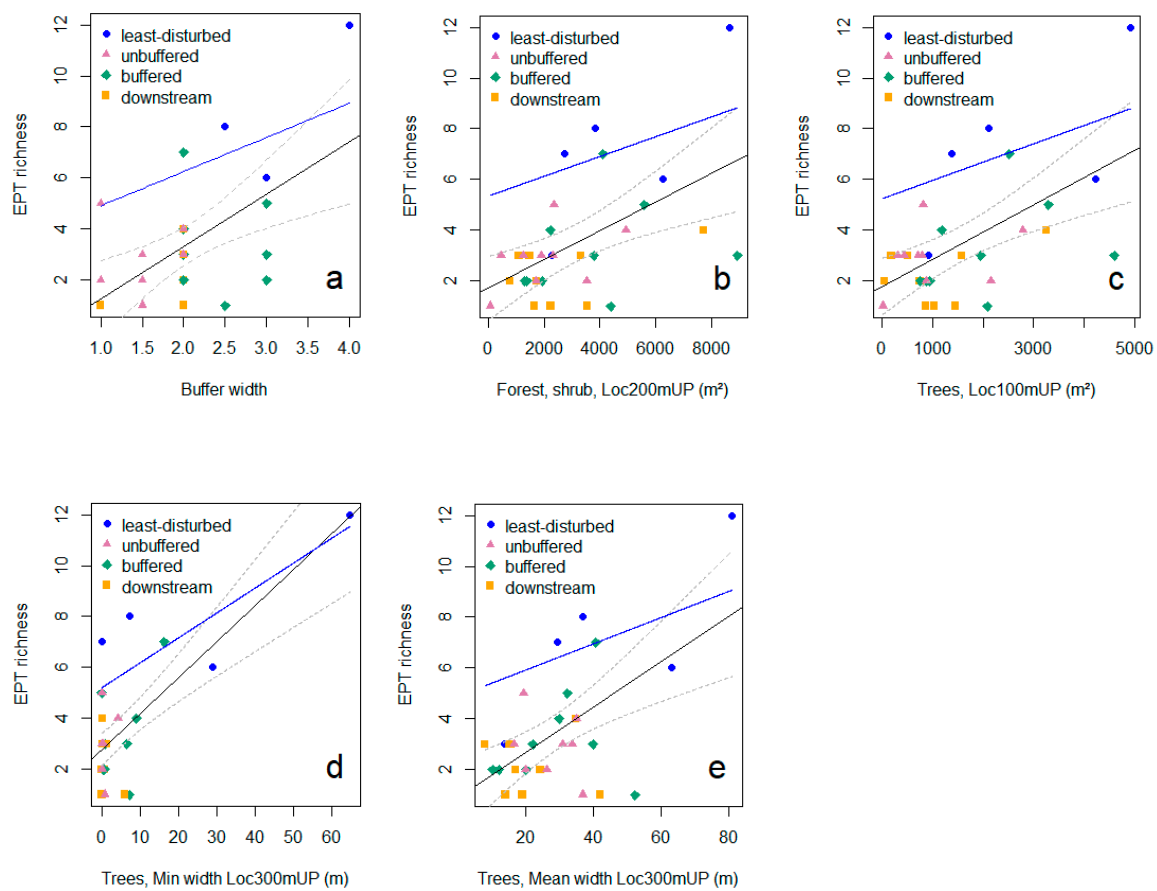 12
10
8
6
4
2
EPT richness
least-disturbed
unbuffered
buffered
downstream
a
1.0 1.5 2.0 2.5 3.0 3.5 4.0
Buffer width
12
10
8
6
4
2
EPT richness
least-disturbed
unbuffered
buffered
downstream
b
0 2000 4000 6000 8000
Forest, shrub, Loc200mUP (m²)
12
10
8
6
4
2
EPT richness
least-disturbed
unbuffered
buffered
downstream
c
0 1000 3000 5000
Trees, Loc100mUP (m²)
12
10
8
6
4
2
EPT richness
least-disturbed
unbuffered
buffered
downstream
d
0 10 20 30 40 50 60
Trees, Min width Loc300mUP (m)
12
10
8
6
4
2
EPT richness
least-disturbed
unbuffered
buffered
downstream
e
20 40 60 80
Trees, Mean width Loc300mUP (m)